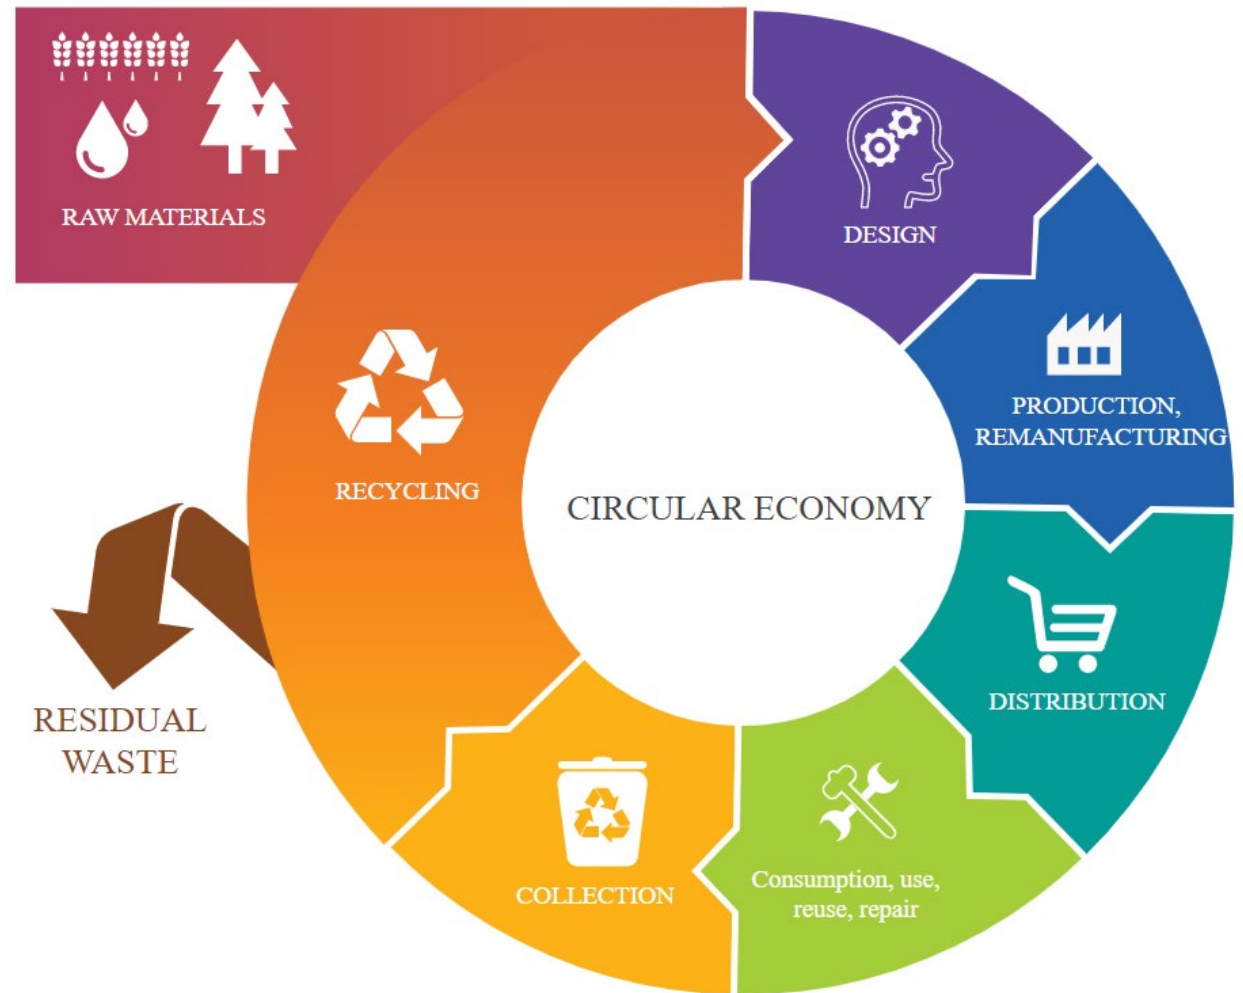 RAW MATERIALS
DESIGN
PRODUCTION,
REMANUFACTURING
RECYCLING
CIRCULAR ECONOMY
DISTRIBUTION
RESIDUAL
WASTE
Consumption, use,
reuse, repair
COLLECTION